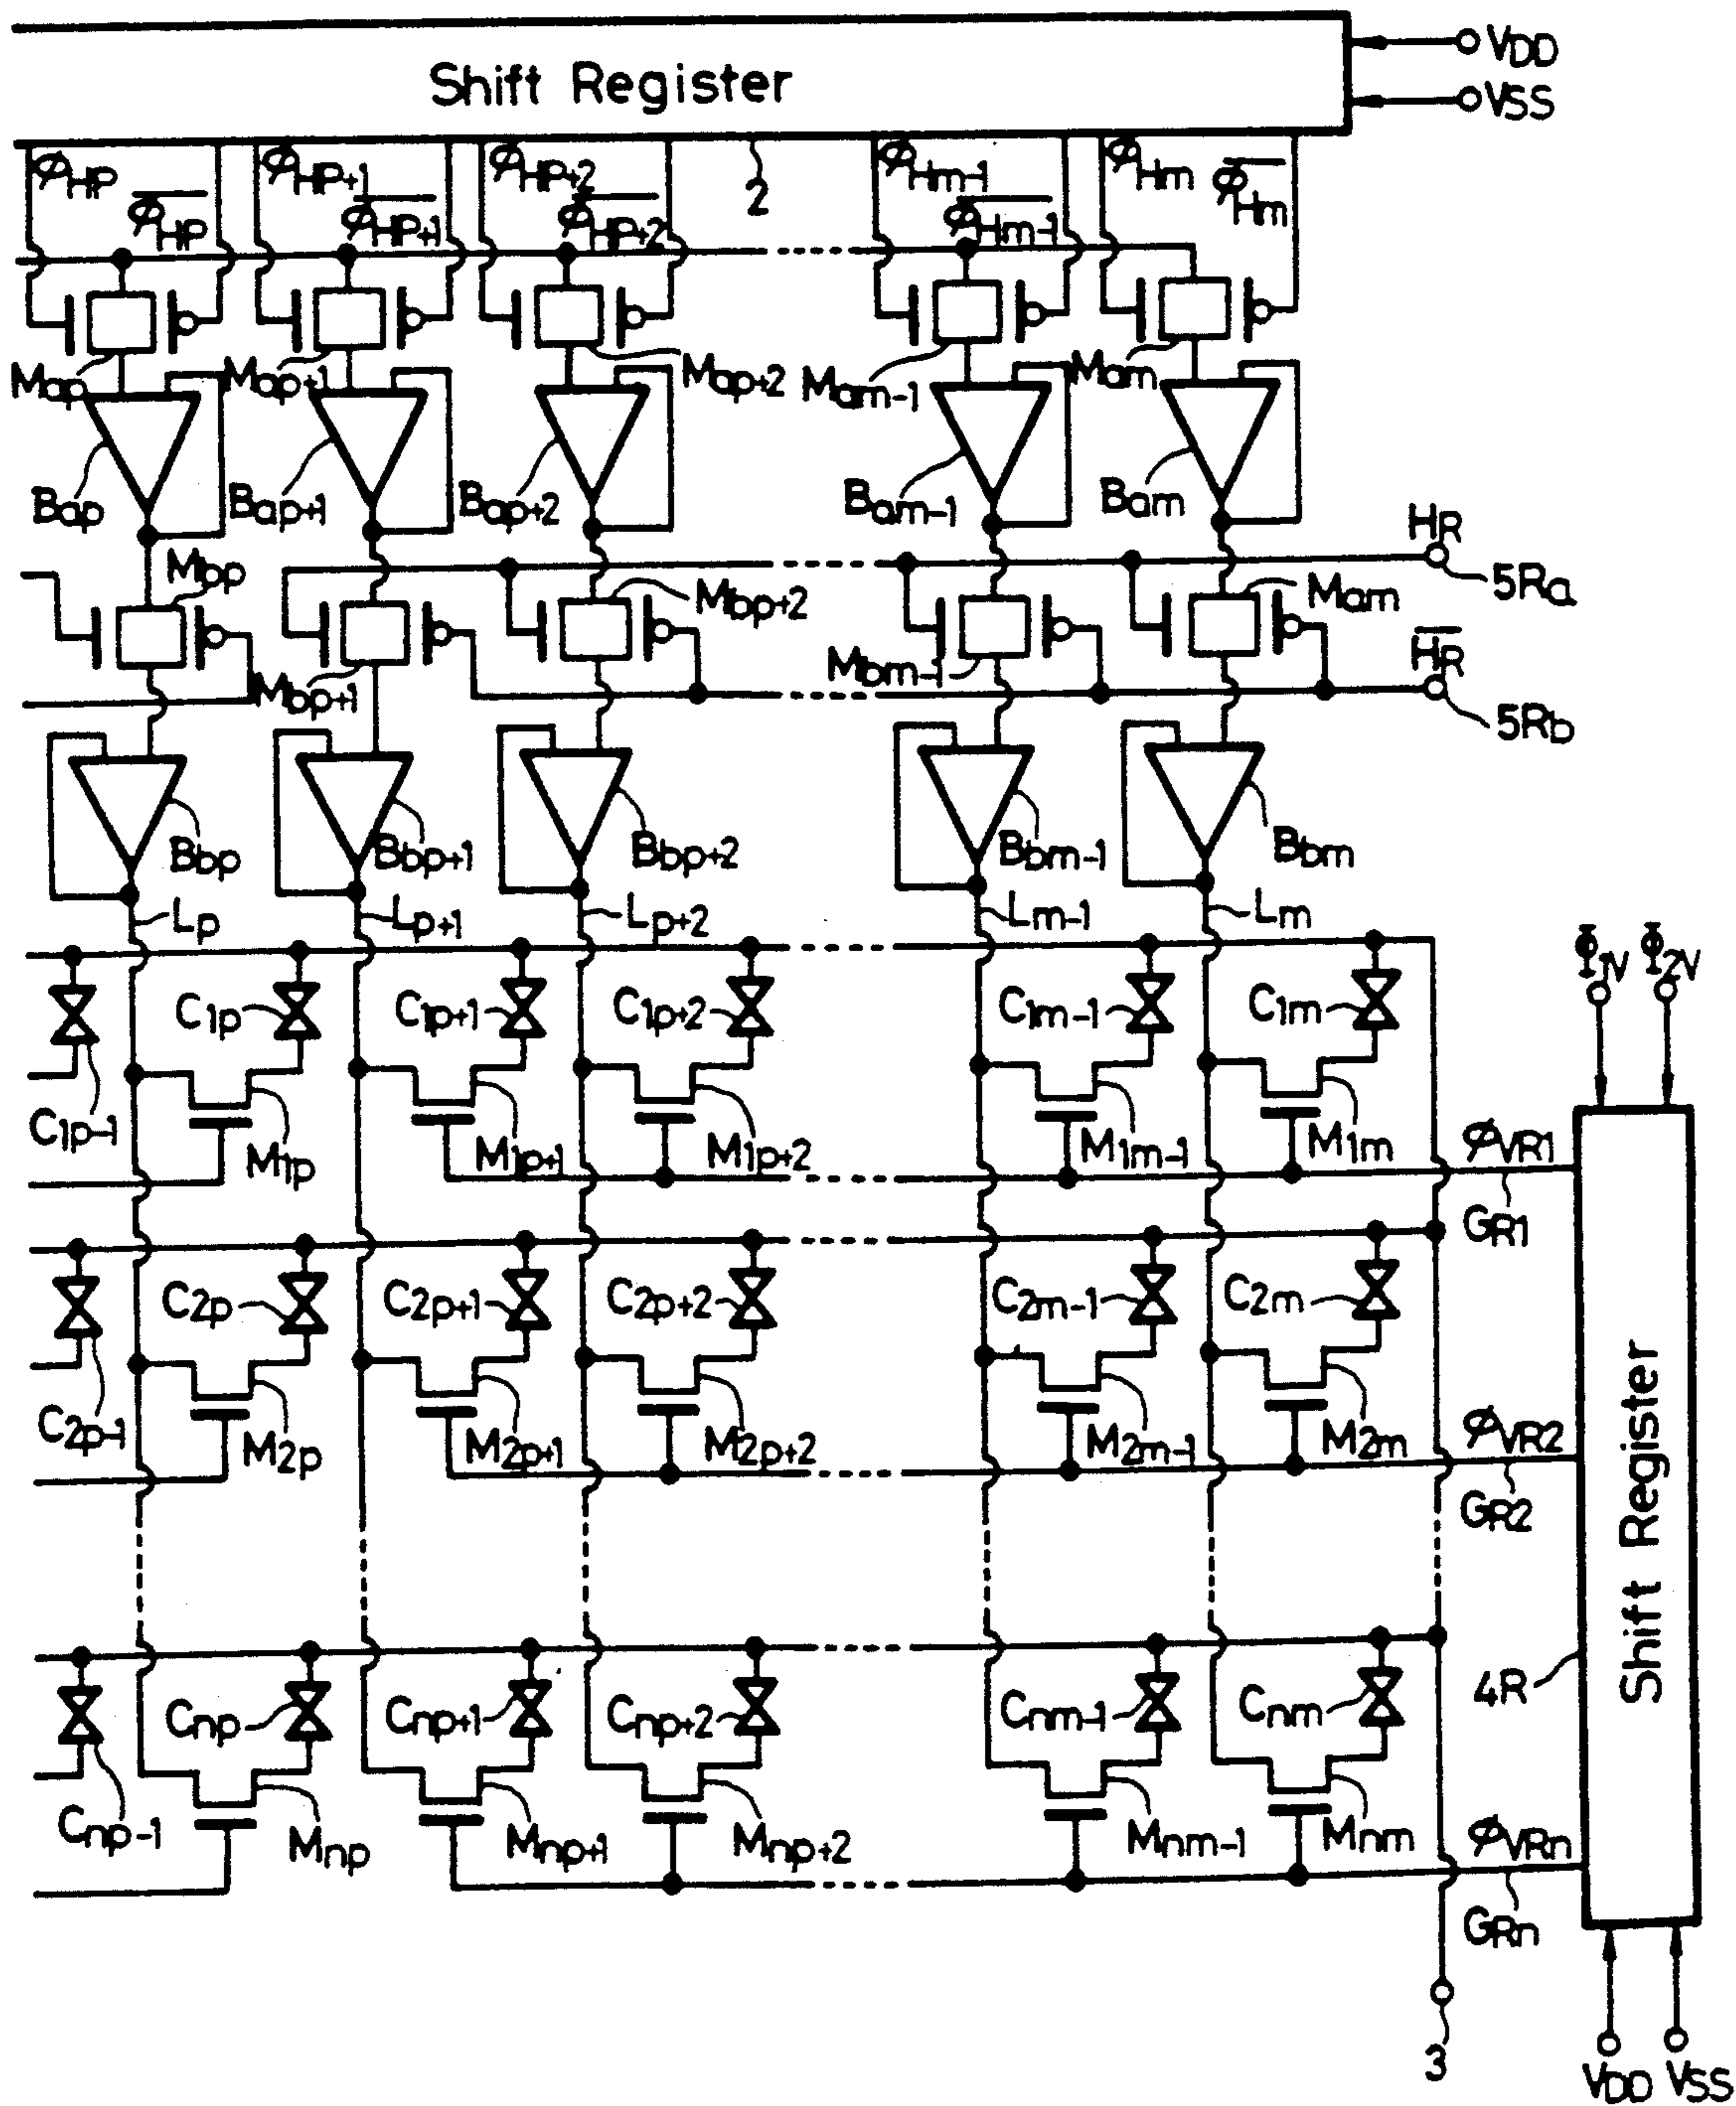 Shift Register
VDD
VSS
φHP φHP+1 φHP+2 2 φHm-1 φHm
φ̅HP φ̅HP+1 φ̅HP+2 φ̅Hm-1 φ̅Hm
Map Map+1 Map+2 Mam-1 Mam
Bap Bap+1 Bap+2 Bam-1 Bam
HR
5Ra
Mbp Mbp+1 Mbp+2 Mbm-1 Mam
H̅R
5Rb
Bbp Bbp+1 Bbp+2 Bbm-1 Bbm
Lp Lp+1 Lp+2 Lm-1 Lm
Φ1V Φ2V
C1p C1p+1 C1p+2 C1m-1 C1m
C1p-1 M1p M1p+1 M1p+2 M1m-1 M1m φVR1
GR1
C2p C2p+1 C2p+2 C2m-1 C2m
C2p-1 M2p M2p+1 M2p+2 M2m-1 M2m φVR2
GR2
Shift Register
4R
Cnp Cnp+1 Cnp+2 Cnm-1 Cnm
Cnp-1 Mnp Mnp+1 Mnp+2 Mnm-1 Mnm φVRn
GRn
3
VDD VSS